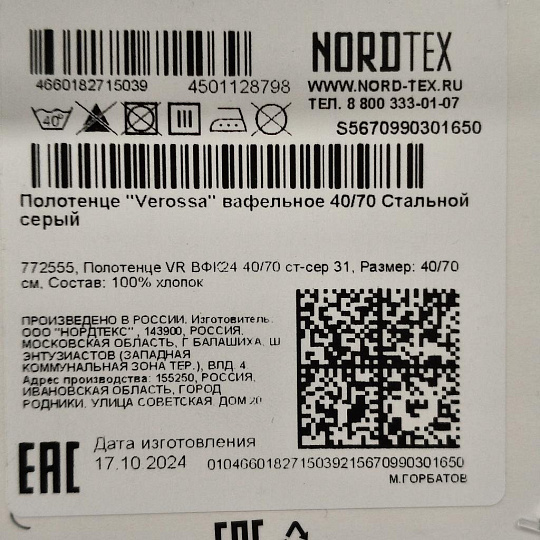 NORDTEX
4660182715039 4501128798
WWW.NORD-TEX.RU
ТЕЛ. 8 800 333-01-07
40°
S5670990301650
Полотенце "Verossa" вафельное 40/70 Стальной
серый
772555, Полотенце VR ВФК24 40/70 ст-сер 31, Размер: 40/70
см, Состав: 100% хлопок
ПРОИЗВЕДЕНО В РОССИИ, Изготовитель:
ООО "НОРДТЕКС", 143900, РОССИЯ,
МОСКОВСКАЯ ОБЛАСТЬ, Г БАЛАШИХА, Ш
ЭНТУЗИАСТОВ (ЗАПАДНАЯ
КОММУНАЛЬНАЯ ЗОНА ТЕР.), ВЛД. 4
Адрес производства: 155250, РОССИЯ,
ИВАНОВСКАЯ ОБЛАСТЬ, ГОРОД
РОДНИКИ, УЛИЦА СОВЕТСКАЯ, ДОМ 20
EAC
Дата изготовления
17.10.2024
0104660182715039215670990301650
М.ГОРБАТОВ
EAC